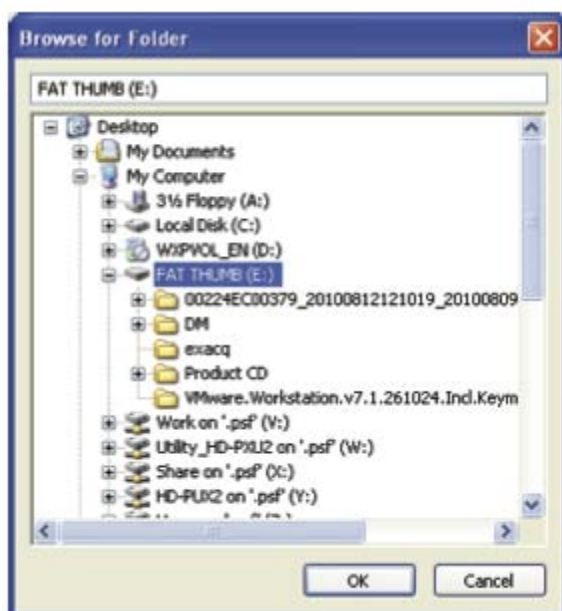 Browse for Folder
FAT THUMB (E:)
Desktop
My Documents
My Computer
3½ Floppy (A:)
Local Disk (C:)
WXPVOL_EN (D:)
FAT THUMB (E:)
00224EC00379_20100812121019_20100809
DM
exacq
Product CD
VMware.Workstation.v7.1.261024.Incl.Keym
Work on '.psf' (V:)
Utility_HD-PXU2 on '.psf' (W:)
Share on '.psf' (X:)
HD-PUX2 on '.psf' (Y:)
OK
Cancel